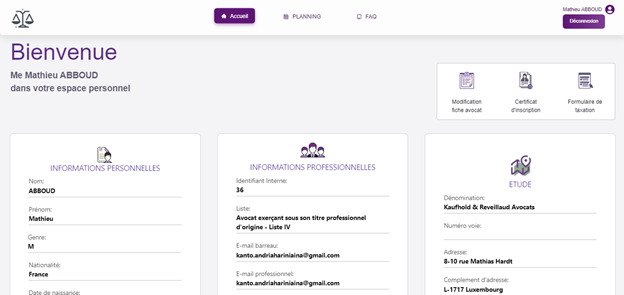 Accueil
PLANNING
FAQ
Mathieu ABBOUD
Déconnexion
Bienvenue
Me Mathieu ABBOUD
dans votre espace personnel
Modification
fiche avocat
Certificat
d'inscription
Formulaire de
taxation
INFORMATIONS PERSONNELLES
Nom:
ABBOUD
Prénom:
Mathieu
Genre:
M
Nationalité:
France
Date de naissance:
INFORMATIONS PROFESSIONNELLES
Identifiant Interne:
36
Liste:
Avocat exerçant sous son titre professionnel
d'origine - Liste IV
E-mail barreau:
kanto.andriahariniaina@gmail.com
E-mail professionnel:
kanto.andriahariniaina@gmail.com
ETUDE
Dénomination:
Kaufhold & Reveillaud Avocats
Numéro voie:
Adresse:
8-10 rue Mathias Hardt
Complement d'adresse:
L-1717 Luxembourg